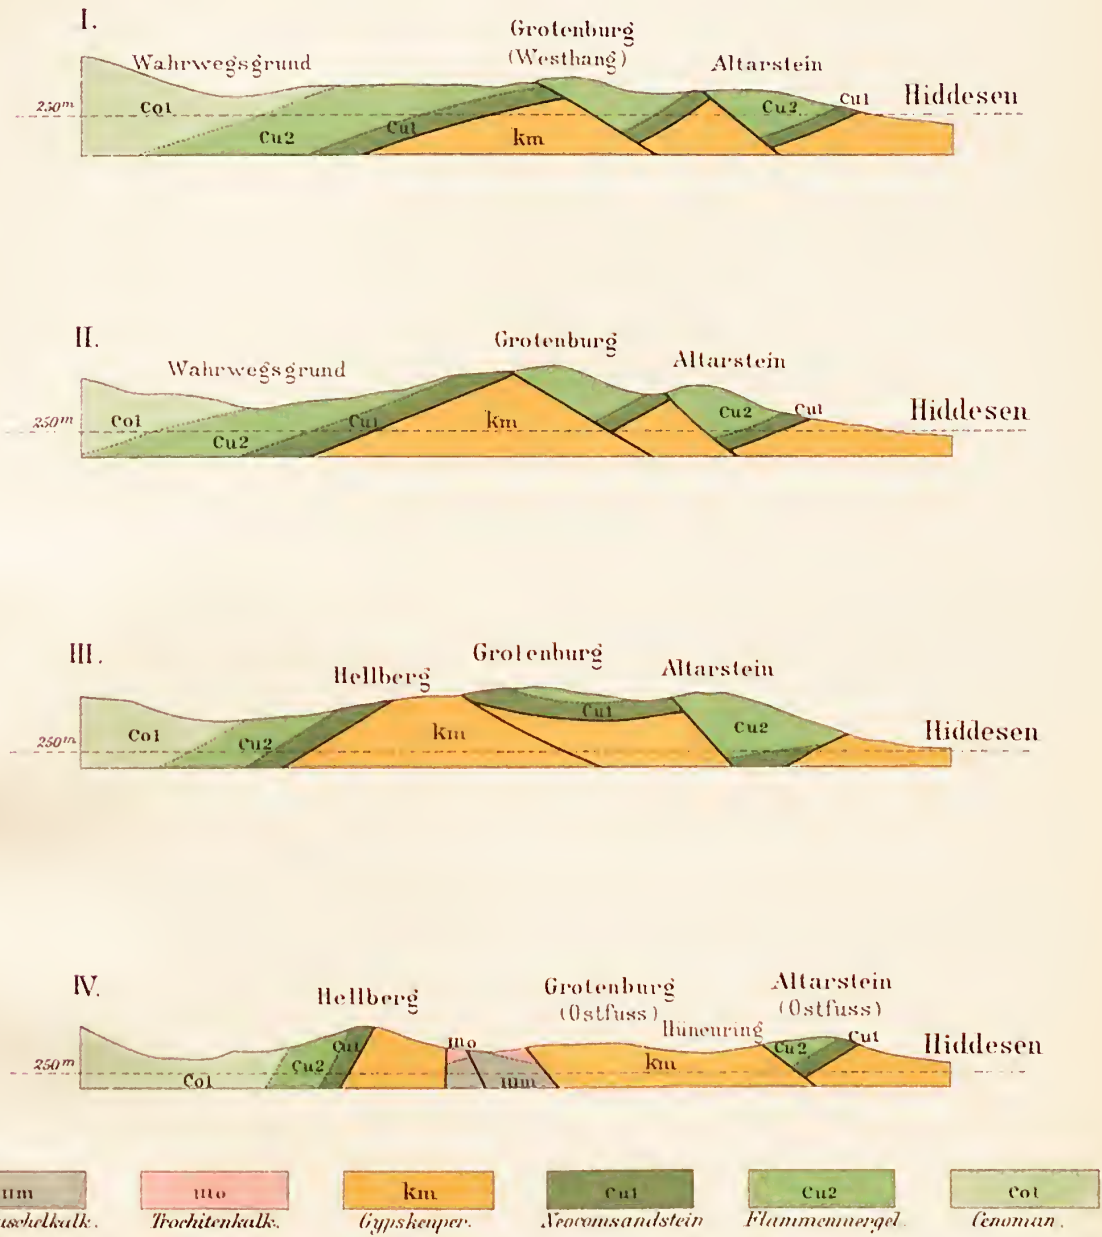 I.
Grotenburg
(Westhang)
Wahrwegsgrund
Altarstein
250m
Co1
Cu2
Cu1
km
Cu2
Cu1
Hiddesen
II.
Grotenburg
Wahrwegsgrund
Altarstein
250m
Co1
Cu2
Cu1
km
Cu2
Cu1
Hiddesen
III.
Grotenburg
Hellberg
Altarstein
250m
Co1
Cu2
km
Cu1
Cu2
Hiddesen
IV.
Hellberg
Grotenburg
(Ostfuss)
Altarstein
(Ostfuss)
Hünenring
250m
Co1
Cu2
Cu1
mo
mm
km
Cu2
Cu1
Hiddesen
mm
mo
km
Cu1
Cu2
Co1
schelkalk.
Trochitenkalk.
Gypskeuper.
Neocomsandstein
Flammenmergel.
Cenoman.